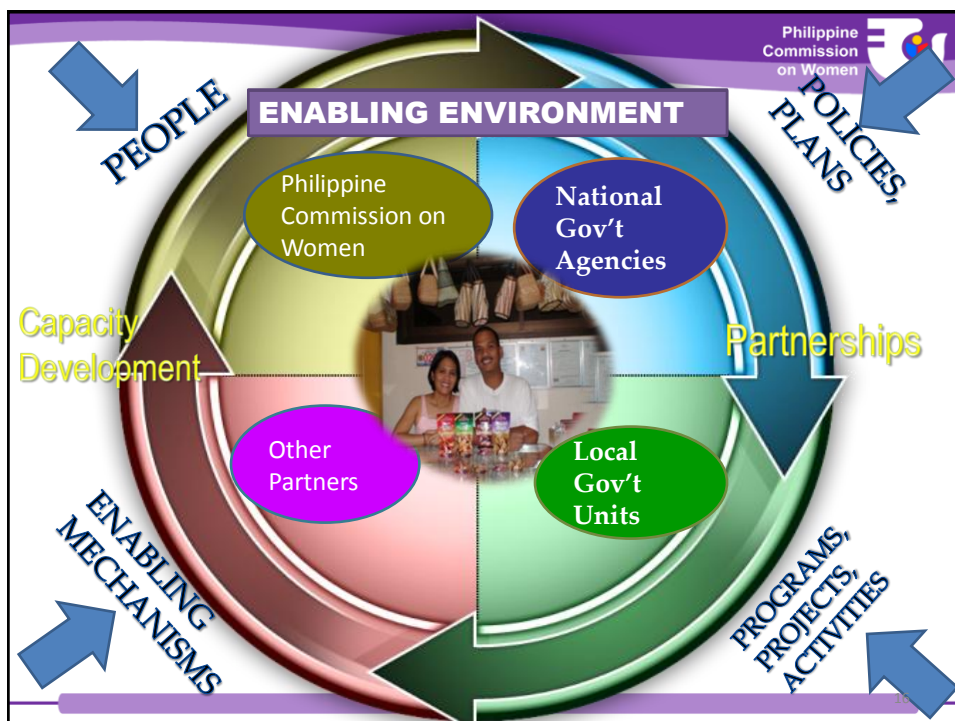 Philippine
Commission
on Women
PEOPLE
ENABLING ENVIRONMENT
POLICIES,
PLANS
Philippine
Commission on
Women
National
Gov't
Agencies
Capacity
Development
Partnerships
Other
Partners
Local
Gov't
Units
ENABLING
MECHANISMS
PROGRAMS,
PROJECTS,
ACTIVITIES